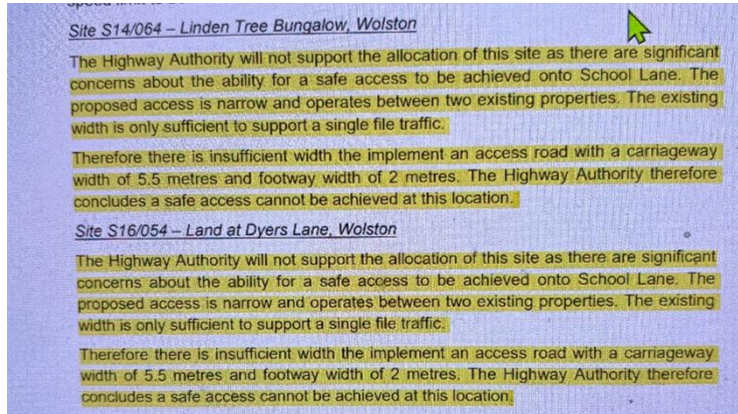 Site S14/064 – Linden Tree Bungalow, Wolston
The Highway Authority will not support the allocation of this site as there are significant
concerns about the ability for a safe access to be achieved onto School Lane. The
proposed access is narrow and operates between two existing properties. The existing
width is only sufficient to support a single file traffic.
Therefore there is insufficient width the implement an access road with a carriageway
width of 5.5 metres and footway width of 2 metres. The Highway Authority therefore
concludes a safe access cannot be achieved at this location.
Site S16/054 – Land at Dyers Lane, Wolston
The Highway Authority will not support the allocation of this site as there are significant
concerns about the ability for a safe access to be achieved onto School Lane. The
proposed access is narrow and operates between two existing properties. The existing
width is only sufficient to support a single file traffic.
Therefore there is insufficient width the implement an access road with a carriageway
width of 5.5 metres and footway width of 2 metres. The Highway Authority therefore
concludes a safe access cannot be achieved at this location.